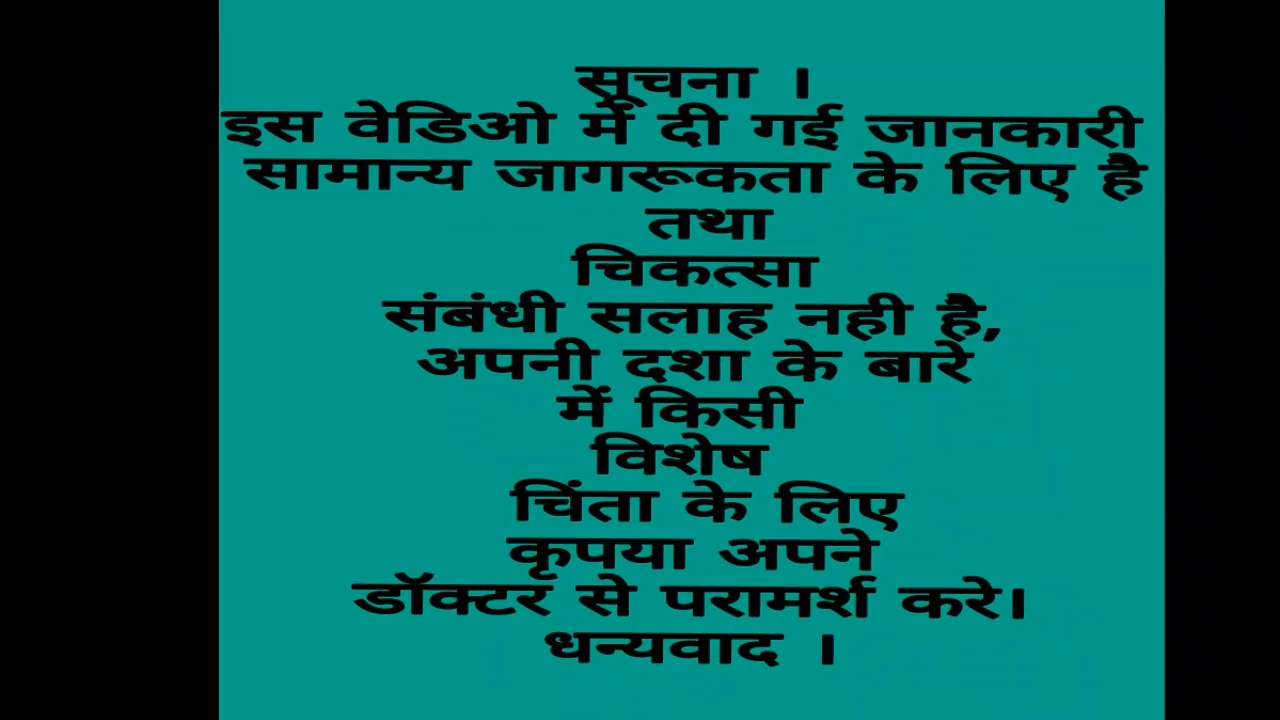 सूचना ।
इस वेडिओ में दी गई जानकारी
सामान्य जागरूकता के लिए है
तथा
चिकत्सा
संबंधी सलाह नही है,
अपनी दशा के बारे
में किसी
विशेष
चिंता के लिए
कृपया अपने
डॉक्टर से परामर्श करे।
धन्यवाद ।